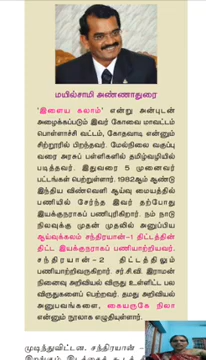 மயில்சாமி அண்ணாதுரை
'இளைய கலாம்' என்று அன்புடன்
அழைக்கப்படும் இவர் கோவை மாவட்டம்
பொள்ளாச்சி வட்டம், கோதவாடி என்னும்
சிற்றூரில் பிறந்தவர். மேல்நிலை வகுப்பு
வரை அரசுப் பள்ளிகளில் தமிழ்வழியில்
படித்தவர். இதுவரை 5 முனைவர்
பட்டங்கள் பெற்றுள்ளார். 1982ஆம் ஆண்டு
இந்திய விண்வெளி ஆய்வு மையத்தில்
பணியில் சேர்ந்த இவர் தற்போது
இயக்குநராகப் பணிபுரிகிறார். நம் நாடு
நிலவுக்கு முதன் முதலில் அனுப்பிய
ஆய்வுக்கலம் சந்திரயான்-1 திட்டத்தின்
திட்ட இயக்குநராகப் பணியாற்றியவர்.
சந்திரயான்-2 திட்டத்திலும்
பணியாற்றிவருகிறார். சர்.சி.வி. இராமன்
நினைவு அறிவியல் விருது உள்ளிட்ட பல
விருதுகளைப் பெற்றவர். தமது அறிவியல்
அனுபவங்களை, கையருகே நிலா
என்னும் நூலாக எழுதியுள்ளார்.
முடிந்துவிட்டன. சந்திரயான் –